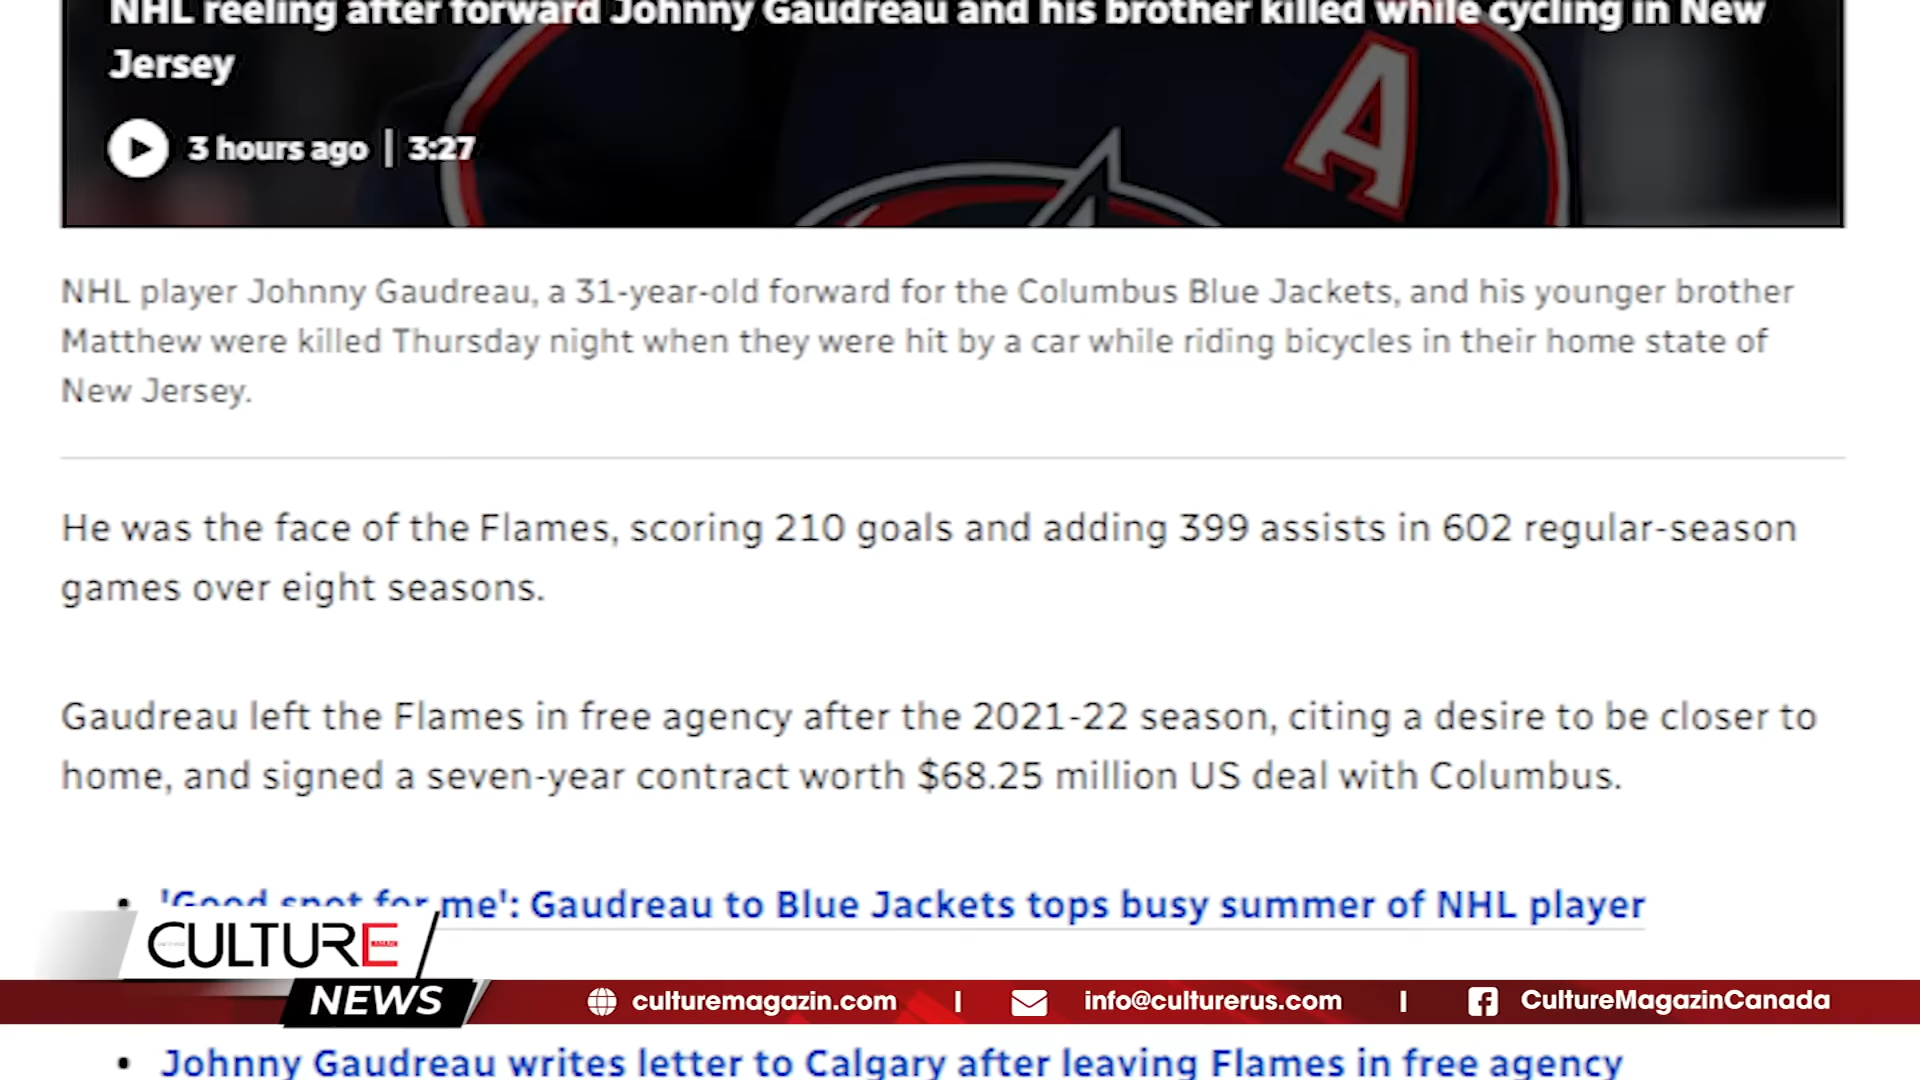 NHL reeling after forward Johnny Gaudreau and his brother killed while cycling in New
Jersey
3 hours ago | 3:27
A
NHL player Johnny Gaudreau, a 31-year-old forward for the Columbus Blue Jackets, and his younger brother
Matthew were killed Thursday night when they were hit by a car while riding bicycles in their home state of
New Jersey.
He was the face of the Flames, scoring 210 goals and adding 399 assists in 602 regular-season
games over eight seasons.
Gaudreau left the Flames in free agency after the 2021-22 season, citing a desire to be closer to
home, and signed a seven-year contract worth $68.25 million US deal with Columbus.
• 'Good spot for me': Gaudreau to Blue Jackets tops busy summer of NHL player
CULTURE
NEWS
culturemagazin.com | info@culturerus.com | CultureMagazinCanada
• Johnny Gaudreau writes letter to Calgary after leaving Flames in free agency